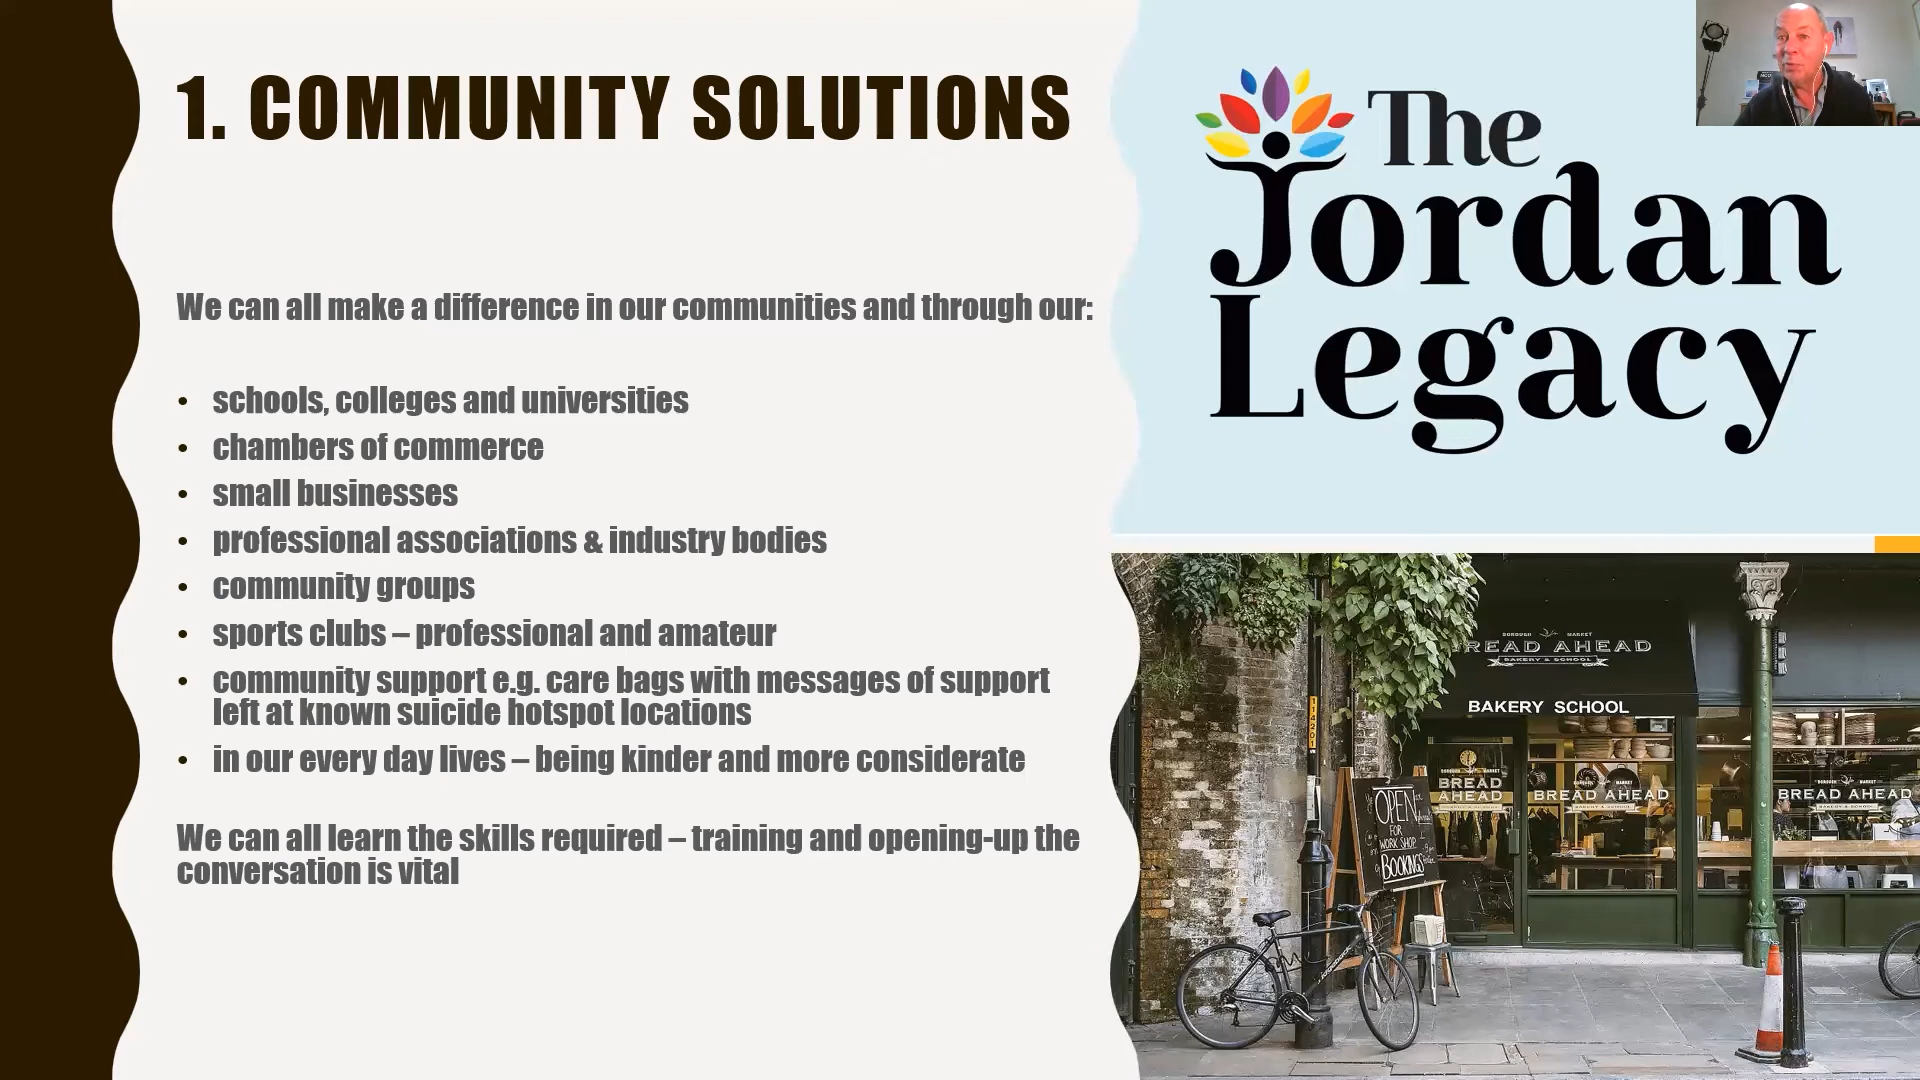 1. COMMUNITY SOLUTIONS
We can all make a difference in our communities and through our:
• schools, colleges and universities
• chambers of commerce
• small businesses
• professional associations & industry bodies
• community groups
• sports clubs – professional and amateur
• community support e.g. care bags with messages of support
left at known suicide hotspot locations
• in our every day lives – being kinder and more considerate
We can all learn the skills required – training and opening-up the
conversation is vital
The
Jordan
Legacy
BOROUGH MARKET
READ AHEAD
BAKERY & SCHOOL
BAKERY SCHOOL
BREAD
AHEAD
BREAD AHEAD
BREAD AHEAD
OPEN
FOR
WORK SHOP
BOOKINGS